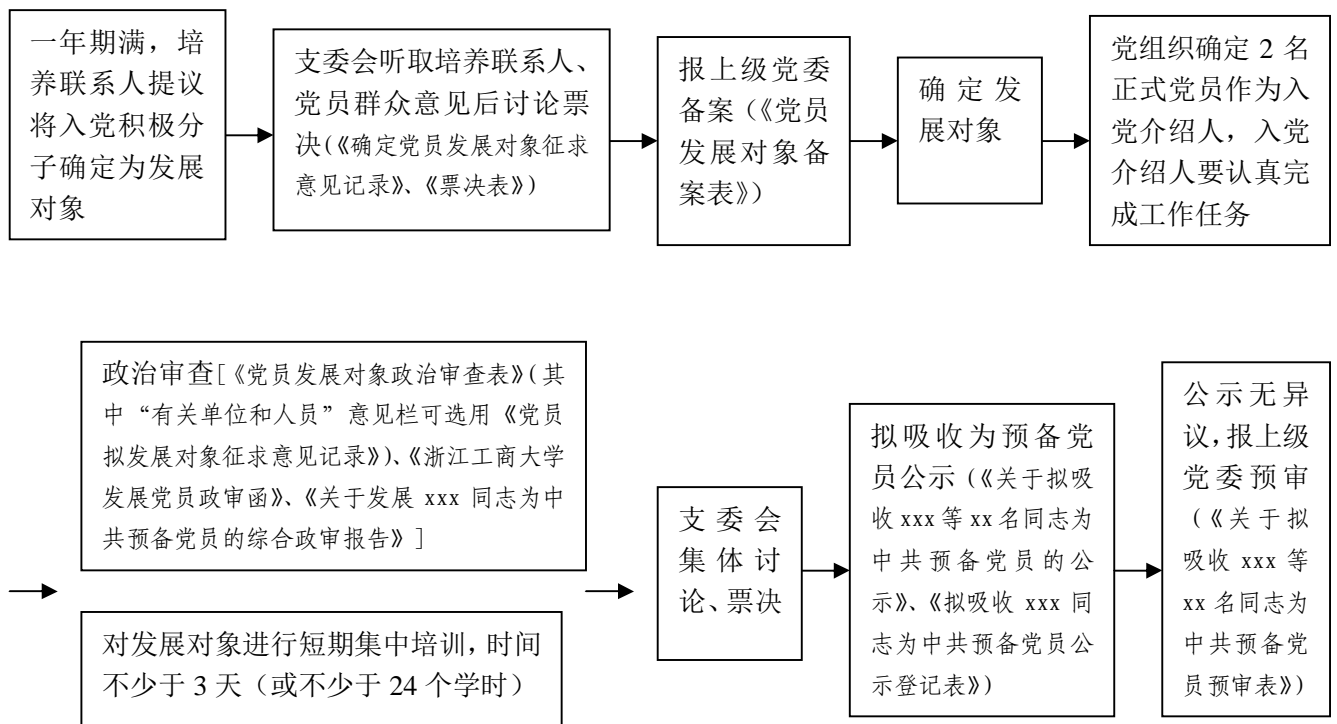 一年期满，培
养联系人提议
将入党积极分
子确定为发展
对象
支委会听取培养联系人、
党员群众意见后讨论票
决(《确定党员发展对象征求
意见记录》、《票决表》)
报上级党委
备案（《党员
发展对象备
案表》）
确定发
展对象
党组织确定 2 名
正式党员作为入
党介绍人，入党
介绍人要认真完
成工作任务
政治审查[《党员发展对象政治审查表》(其
中“有关单位和人员”意见栏可选用《党员
拟发展对象征求意见记录》)、《浙江工商大学
发展党员政审函》、《关于发展 xxx 同志为中
共预备党员的综合政审报告》]
对发展对象进行短期集中培训，时间
不少于 3 天（或不少于 24 个学时）
支委会
集体讨
论、票决
拟吸收为预备党
员公示（《关于拟吸
收 xxx 等 xx 名同志为
中共预备党员的公
示》、《拟吸收 xxx 同
志为中共预备党员公
示登记表》）
公示无异
议，报上级
党委预审
（《关于拟
吸收 xxx 等
xx 名同志为
中共预备党
员预审表》）